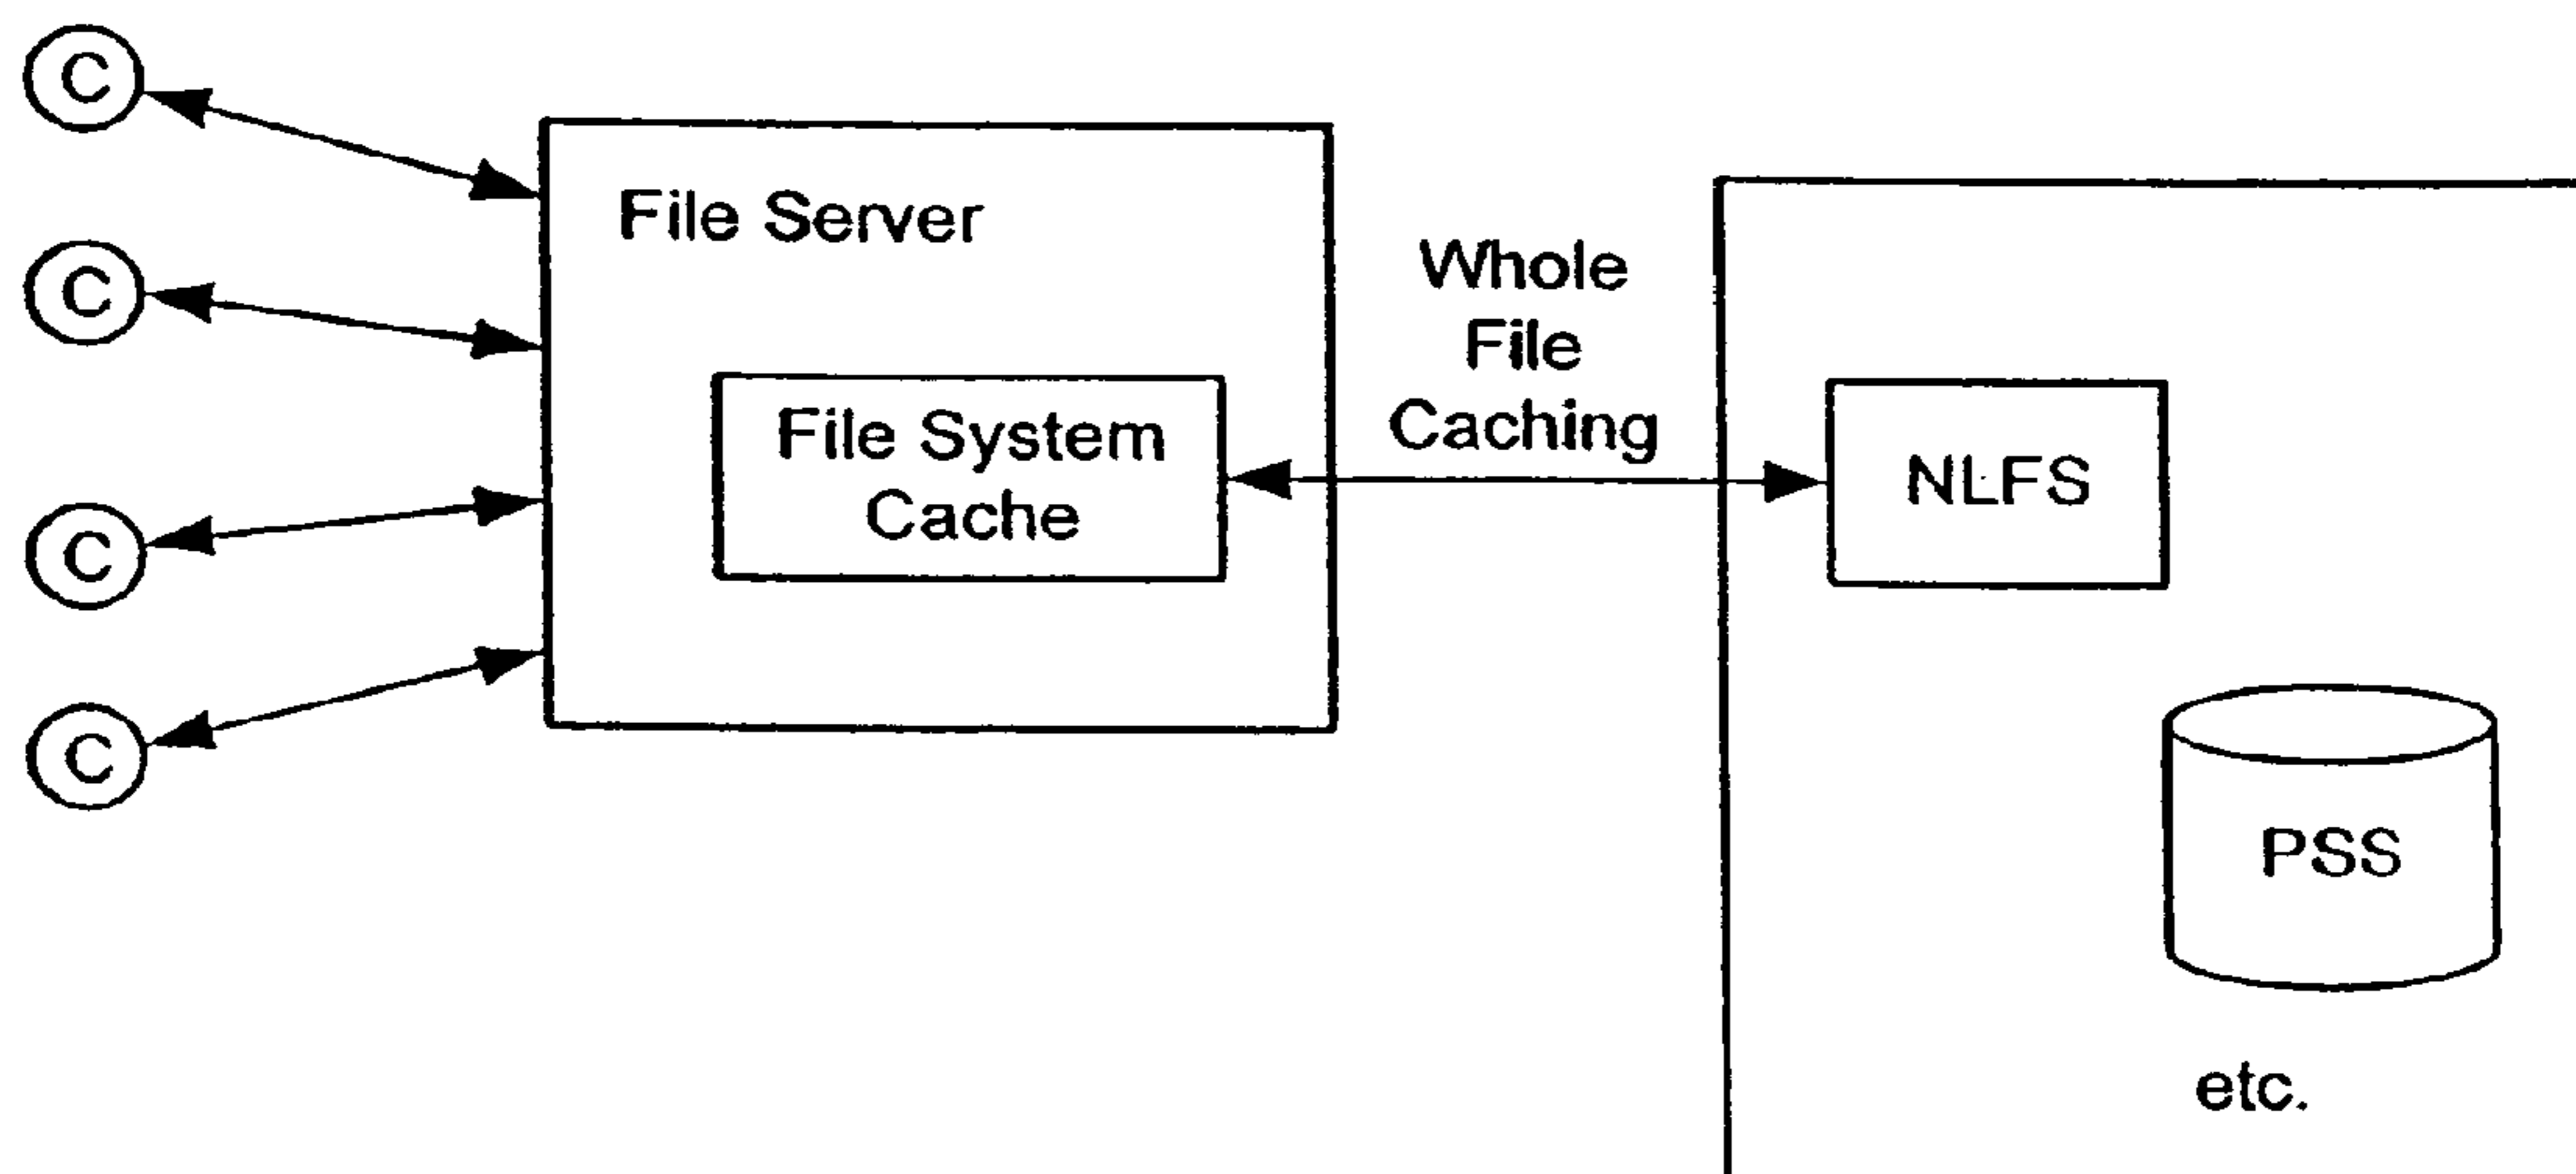 C
C
C
C
File Server
File System
Cache
Whole
File
Caching
NLFS
PSS
etc.